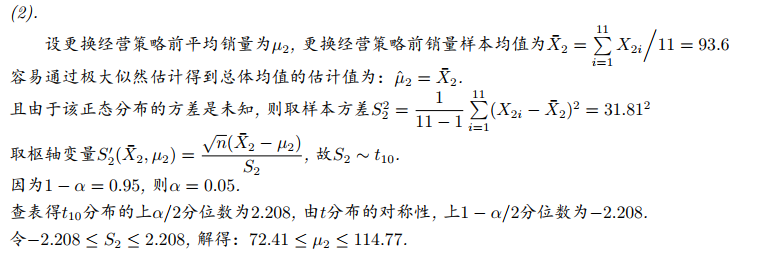 (2).
设更换经营策略前平均销量为$\mu_2$, 更换经营策略前销量样本均值为$\bar{X}_2 = \sum_{i=1}^{11} X_{2i} \Big/ 11 = 93.6$
容易通过极大似然估计得到总体均值的估计值为: $\hat{\mu}_2 = \bar{X}_2$.
且由于该正态分布的方差是未知, 则取样本方差$S_2^2 = \frac{1}{11-1} \sum_{i=1}^{11} (X_{2i} - \bar{X}_2)^2 = 31.81^2$
取枢轴变量$S_2'(\bar{X}_2, \mu_2) = \frac{\sqrt{n}(\bar{X}_2 - \mu_2)}{S_2}$, 故$S_2 \sim t_{10}$.
因为$1 - \alpha = 0.95$, 则$\alpha = 0.05$.
查表得$t_{10}$分布的上$\alpha/2$分位数为2.208, 由$t$分布的对称性, 上$1 - \alpha/2$分位数为$-2.208$.
令$-2.208 \leq S_2 \leq 2.208$, 解得: $72.41 \leq \mu_2 \leq 114.77$.